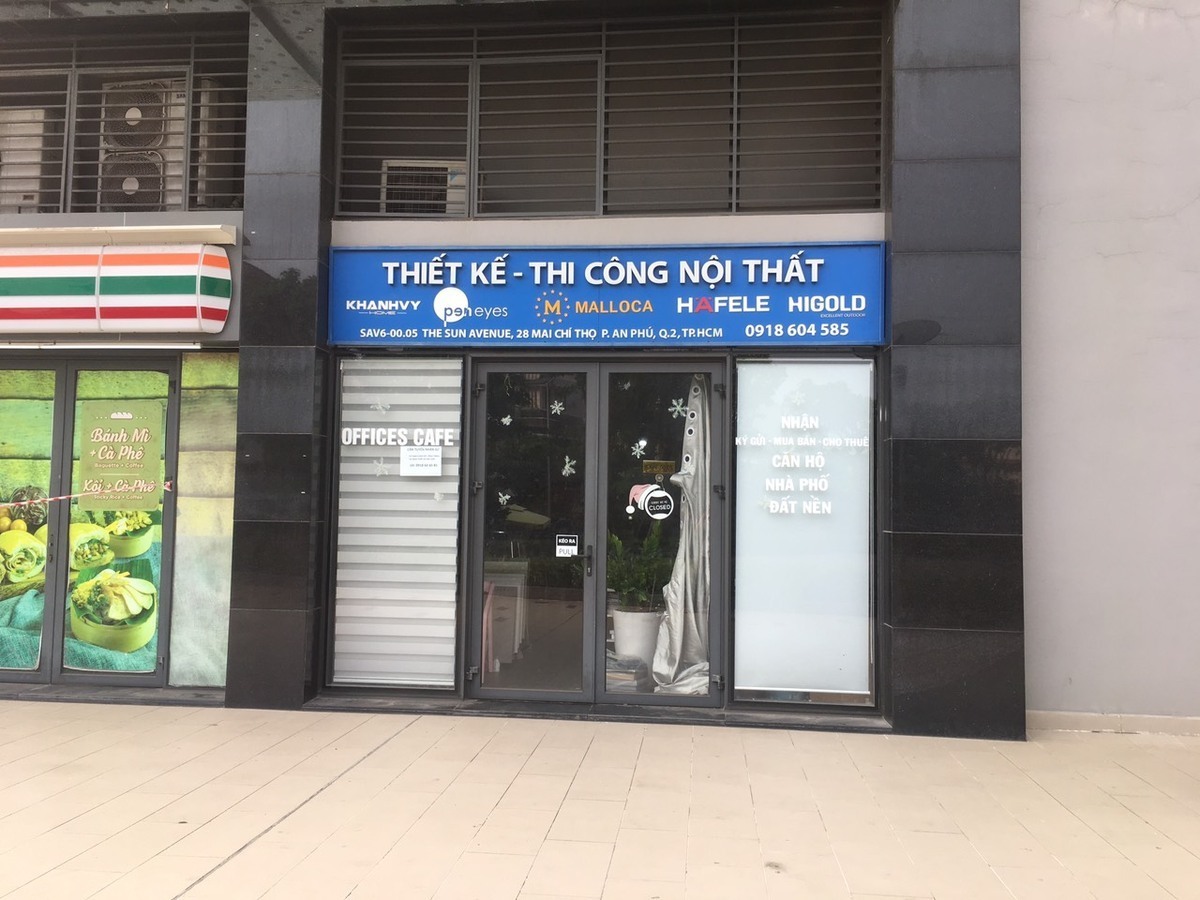 THIẾT KẾ - THI CÔNG NỘI THẤT
KHANHVY HOME
Open eyes
M MALLOCA
HÄFELE
HIGOLD
EXCELLENT OUTDOOR
SAV6-00.05 THE SUN AVENUE, 28 MAI CHÍ THỌ P. AN PHÚ, Q.2, TP.HCM 0918 604 585
OFFICES CAFE
NHẬN
KÝ GỬI - MUA BÁN - CHO THUÊ
CĂN HỘ
NHÀ PHỐ
ĐẤT NỀN
CLOSED
KÉO RA
PULL
Bánh Mì
+ Cà Phê
Baguette + Coffee
Xôi + Cà Phê
Sticky Rice + Coffee